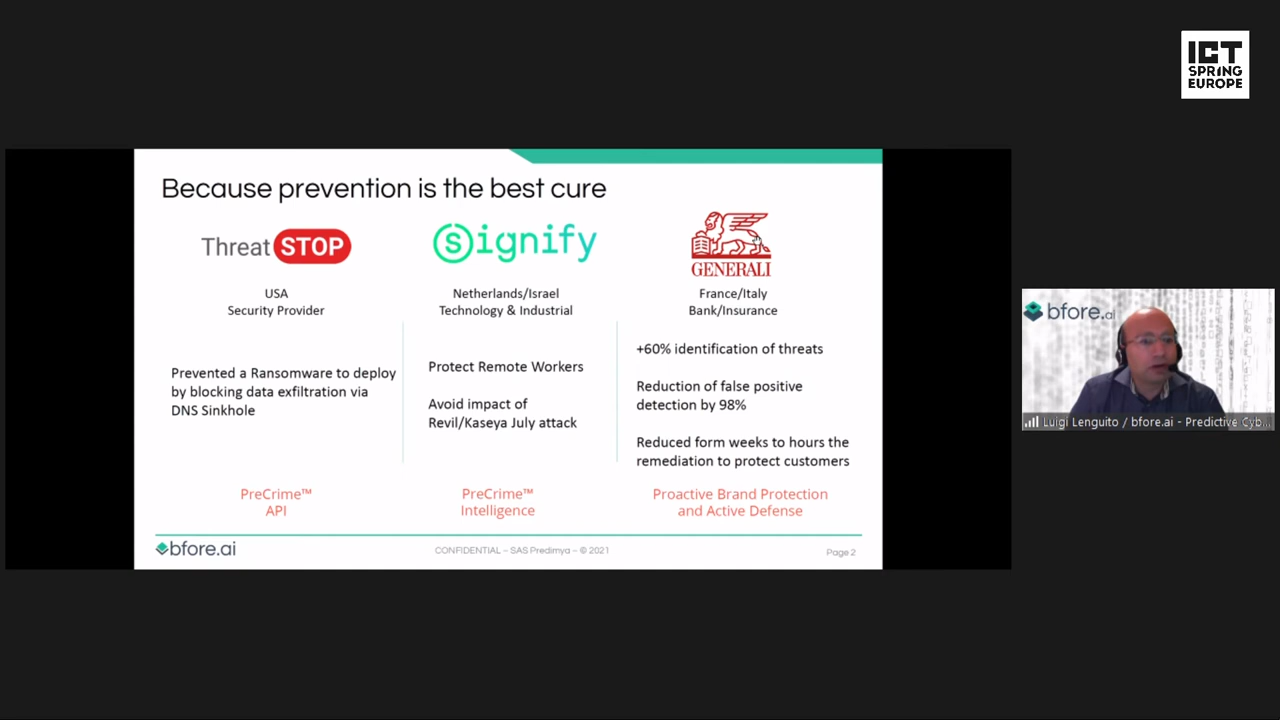 ICT
SPRING
EUROPE
Because prevention is the best cure
ThreatSTOP
Signify
GENERALI
USA
Security Provider
Netherlands/Israel
Technology & Industrial
France/Italy
Bank/Insurance
Prevented a Ransomware to deploy
by blocking data exfiltration via
DNS Sinkhole
Protect Remote Workers
Avoid impact of
Revil/Kaseya July attack
+60% identification of threats
Reduction of false positive
detection by 98%
Reduced form weeks to hours the
remediation to protect customers
PreCrime™
API
PreCrime™
Intelligence
Proactive Brand Protection
and Active Defense
bfore.ai
CONFIDENTIAL – SAS Predimya – © 2021
Page 2
bfore.ai
Luigi Lenguito / bfore.ai - Predictive Cyb...